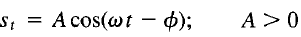 s_t = A cos(ωt − ϕ); A > 0